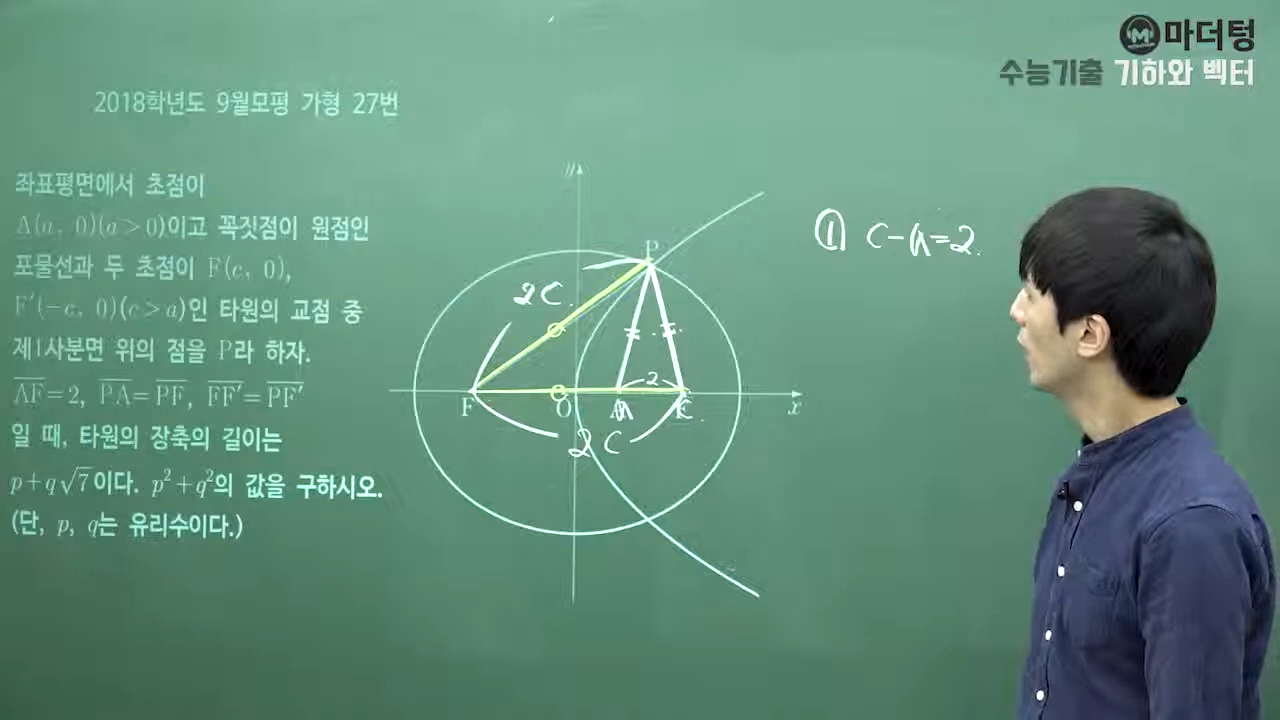 마더텅
수능기출 기하와 벡터
2018학년도 9월모평 가형 27번
좌표평면에서 초점이
A(a, 0)(a>0)이고 꼭짓점이 원점인
포물선과 두 초점이 F(c, 0),
F'(-c, 0)(c>a)인 타원의 교점 중
제1사분면 위의 점을 P라 하자.
A̅F̅=2, P̅A̅=P̅F̅, F̅F̅'̅=P̅F̅'̅
일 때, 타원의 장축의 길이는
p+q√7이다. p²+q²의 값을 구하시오.
(단, p, q는 유리수이다.)
y
P
2C
2
F'
O
x
2C
① C-a=2